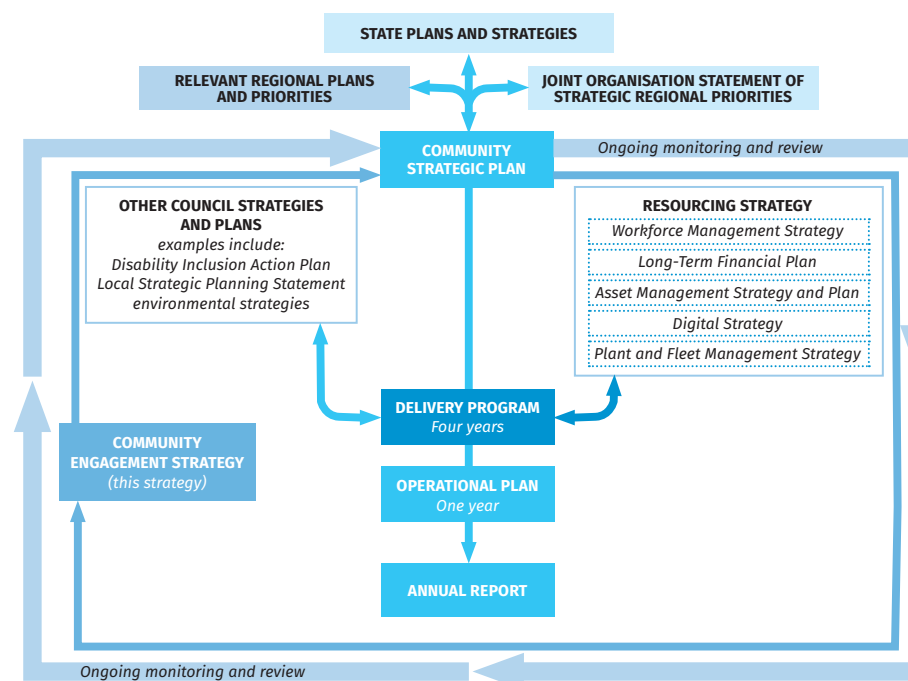 STATE PLANS AND STRATEGIES
RELEVANT REGIONAL PLANS
AND PRIORITIES
JOINT ORGANISATION STATEMENT OF
STRATEGIC REGIONAL PRIORITIES
COMMUNITY
STRATEGIC PLAN
Ongoing monitoring and review
OTHER COUNCIL STRATEGIES
AND PLANS
examples include:
Disability Inclusion Action Plan
Local Strategic Planning Statement
environmental strategies
RESOURCING STRATEGY
Workforce Management Strategy
Long-Term Financial Plan
Asset Management Strategy and Plan
Digital Strategy
Plant and Fleet Management Strategy
DELIVERY PROGRAM
Four years
COMMUNITY
ENGAGEMENT STRATEGY
(this strategy)
OPERATIONAL PLAN
One year
ANNUAL REPORT
Ongoing monitoring and review